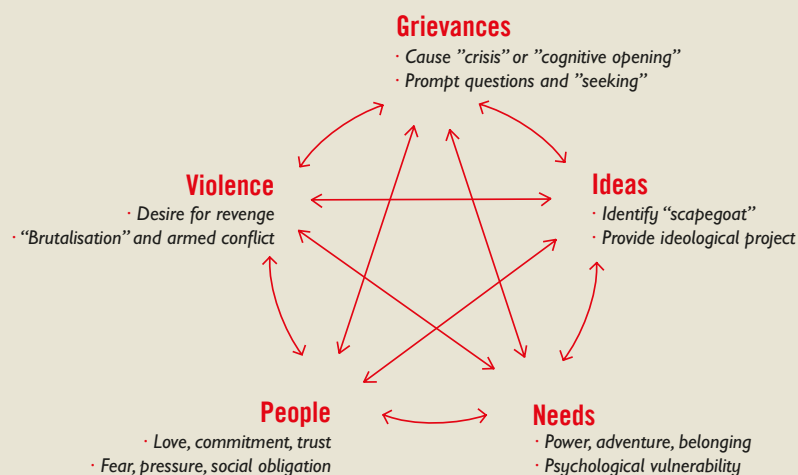 Grievances
· Cause ”crisis” or ”cognitive opening”
· Prompt questions and ”seeking”
Violence
· Desire for revenge
· “Brutalisation” and armed conflict
Ideas
· Identify “scapegoat”
· Provide ideological project
People
· Love, commitment, trust
· Fear, pressure, social obligation
Needs
· Power, adventure, belonging
· Psychological vulnerability